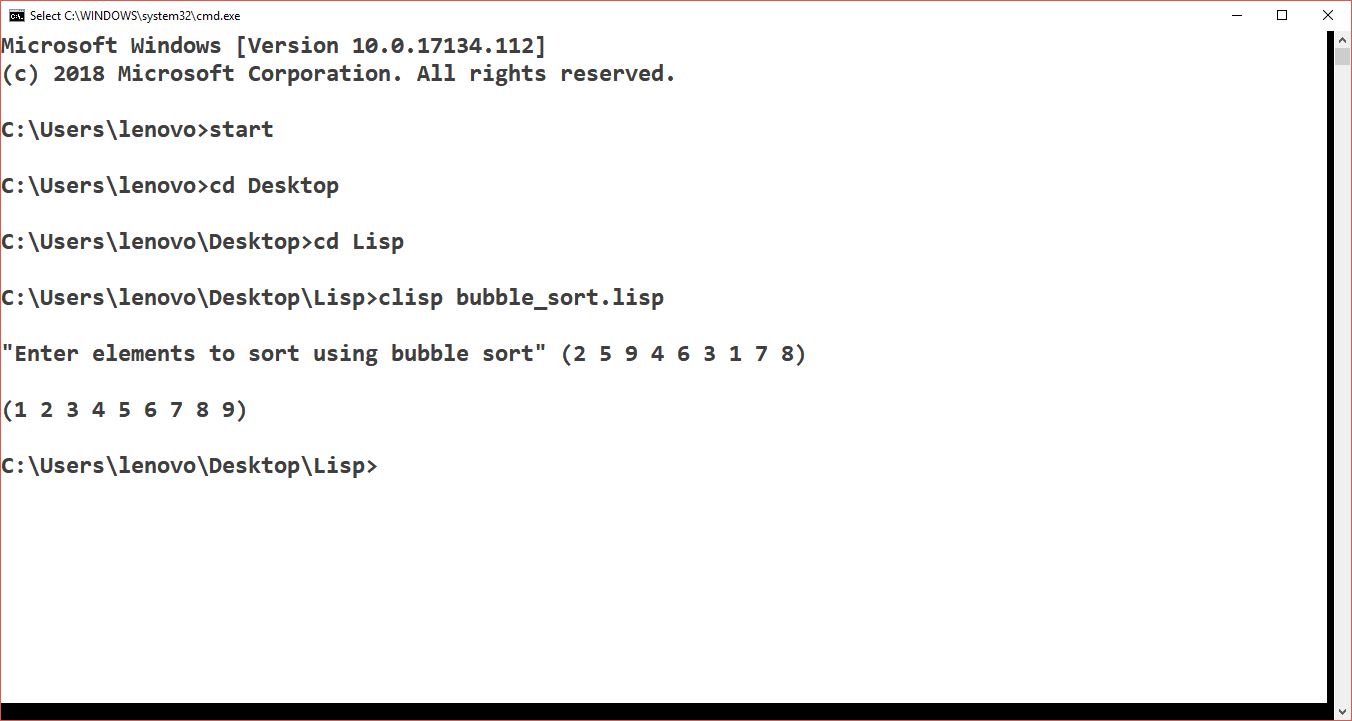 Select C:\WINDOWS\system32\cmd.exe
Microsoft Windows [Version 10.0.17134.112]
(c) 2018 Microsoft Corporation. All rights reserved.
C:\Users\lenovo>start
C:\Users\lenovo>cd Desktop
C:\Users\lenovo\Desktop>cd Lisp
C:\Users\lenovo\Desktop\Lisp>clisp bubble_sort.lisp
"Enter elements to sort using bubble sort" (2 5 9 4 6 3 1 7 8)
(1 2 3 4 5 6 7 8 9)
C:\Users\lenovo\Desktop\Lisp>